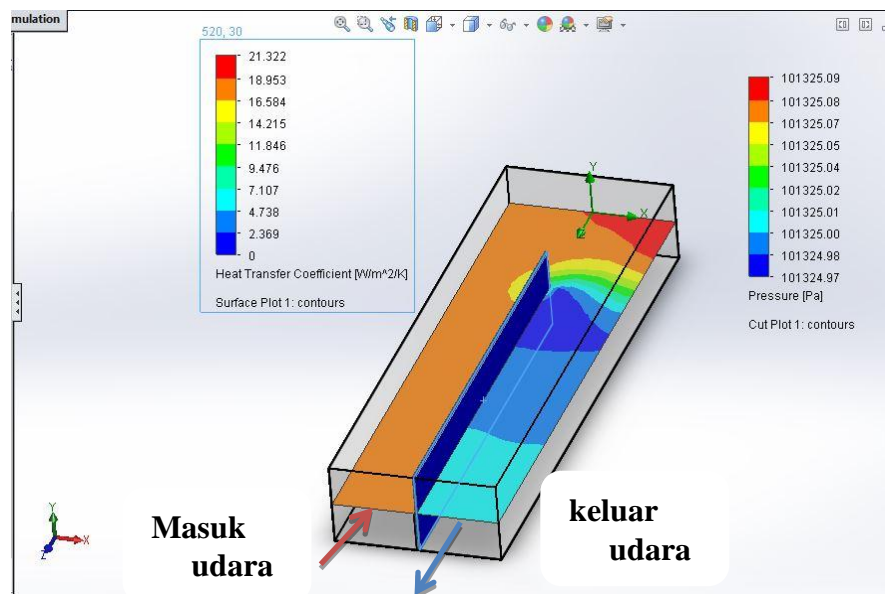 mulation
520, 30
21.322
18.953
16.584
14.215
11.846
9.476
7.107
4.738
2.369
0
Heat Transfer Coefficient [W/m^2/K]
Surface Plot 1: contours
101325.09
101325.08
101325.07
101325.05
101325.04
101325.02
101325.01
101325.00
101324.98
101324.97
Pressure [Pa]
Cut Plot 1: contours
Y
X
Z
Y
X
Z
Masuk
udara
keluar
udara